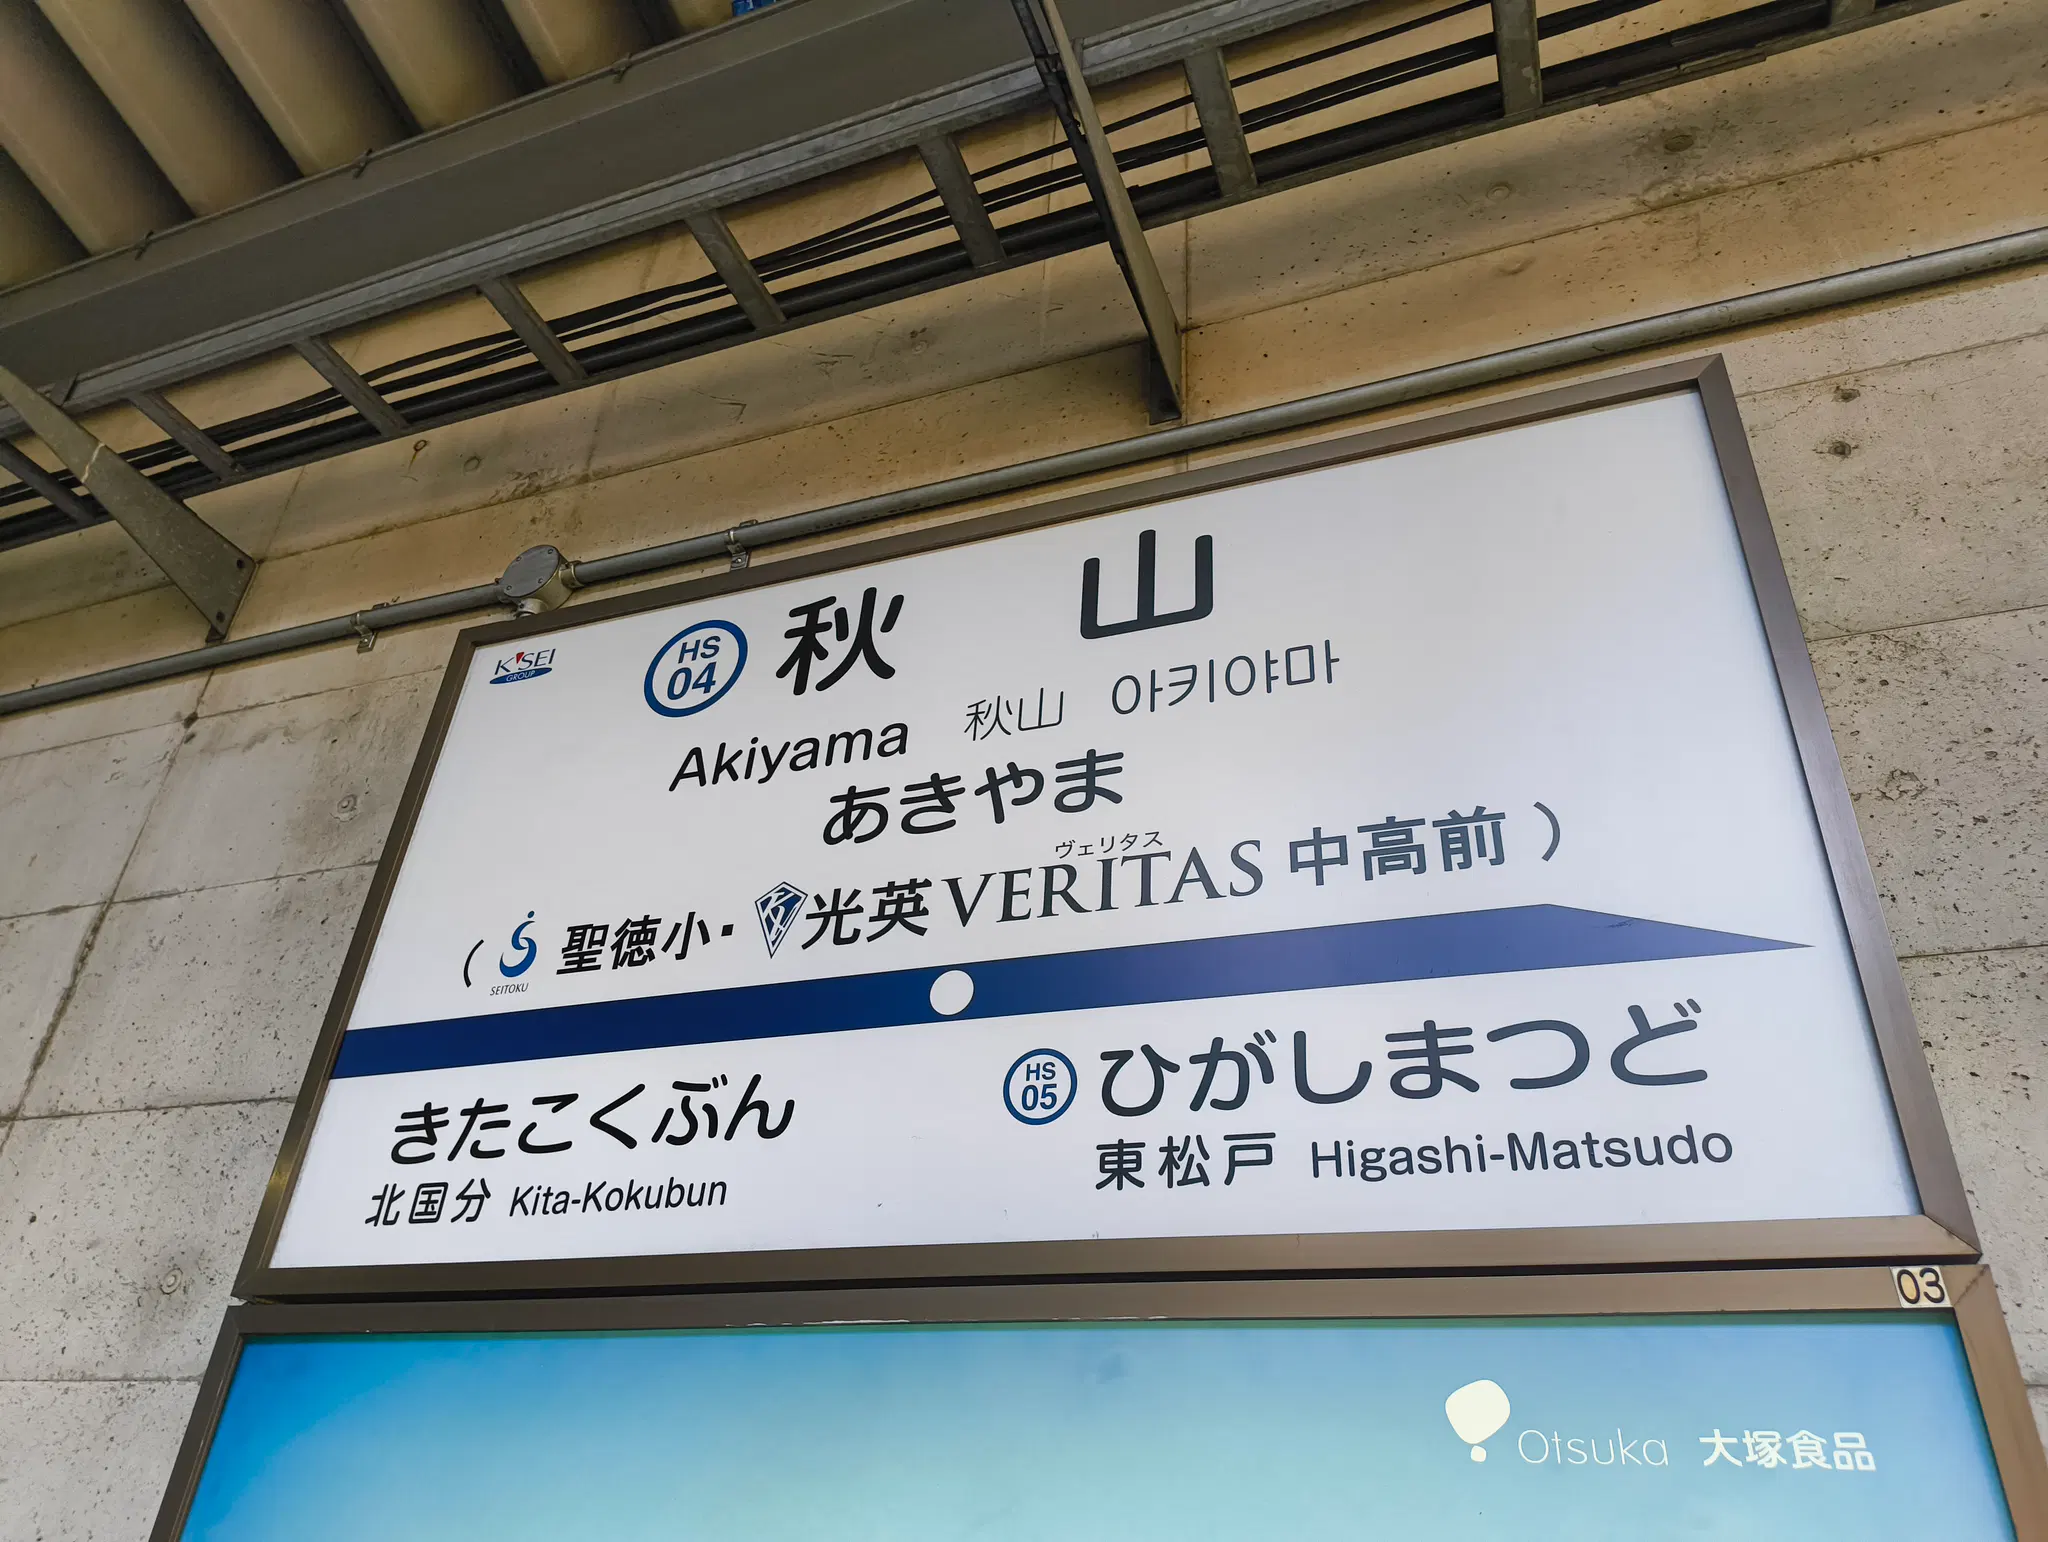 K'SEI
GROUP
HS
04
秋 山
Akiyama 秋山 아키야마
あきやま
ヴェリタス
( SEITOKU 聖徳小・光英VERITAS中高前 )
きたこくぶん
北国分 Kita-Kokubun
HS
05
ひがしまつど
東松戸 Higashi-Matsudo
03
Otsuka 大塚食品